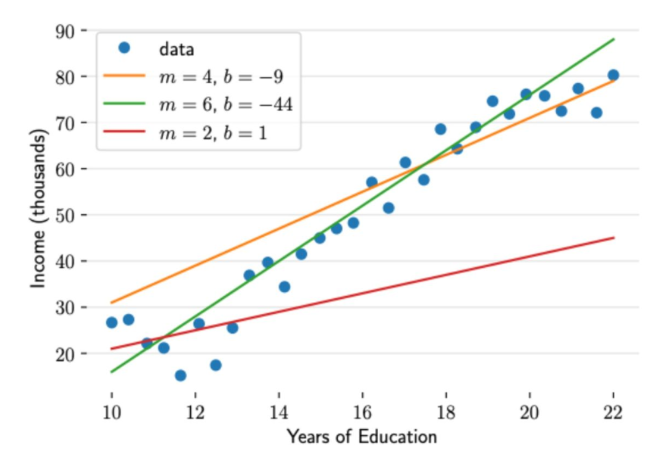 90
80
70
60
50
40
30
20
Income (thousands)
data
m = 4, b = −9
m = 6, b = −44
m = 2, b = 1
10 12 14 16 18 20 22
Years of Education